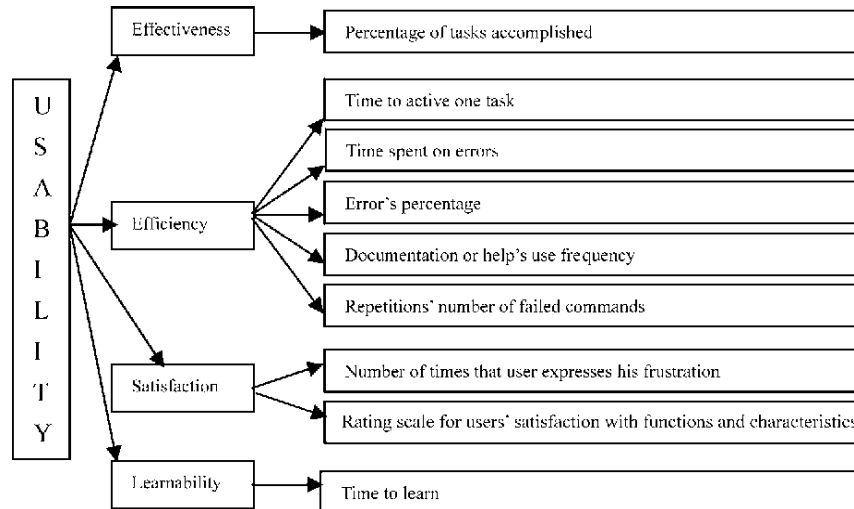 USABILITY
Effectiveness
Percentage of tasks accomplished
Efficiency
Time to active one task
Time spent on errors
Error's percentage
Documentation or help's use frequency
Repetitions' number of failed commands
Satisfaction
Number of times that user expresses his frustration
Rating scale for users' satisfaction with functions and characteristics
Learnability
Time to learn